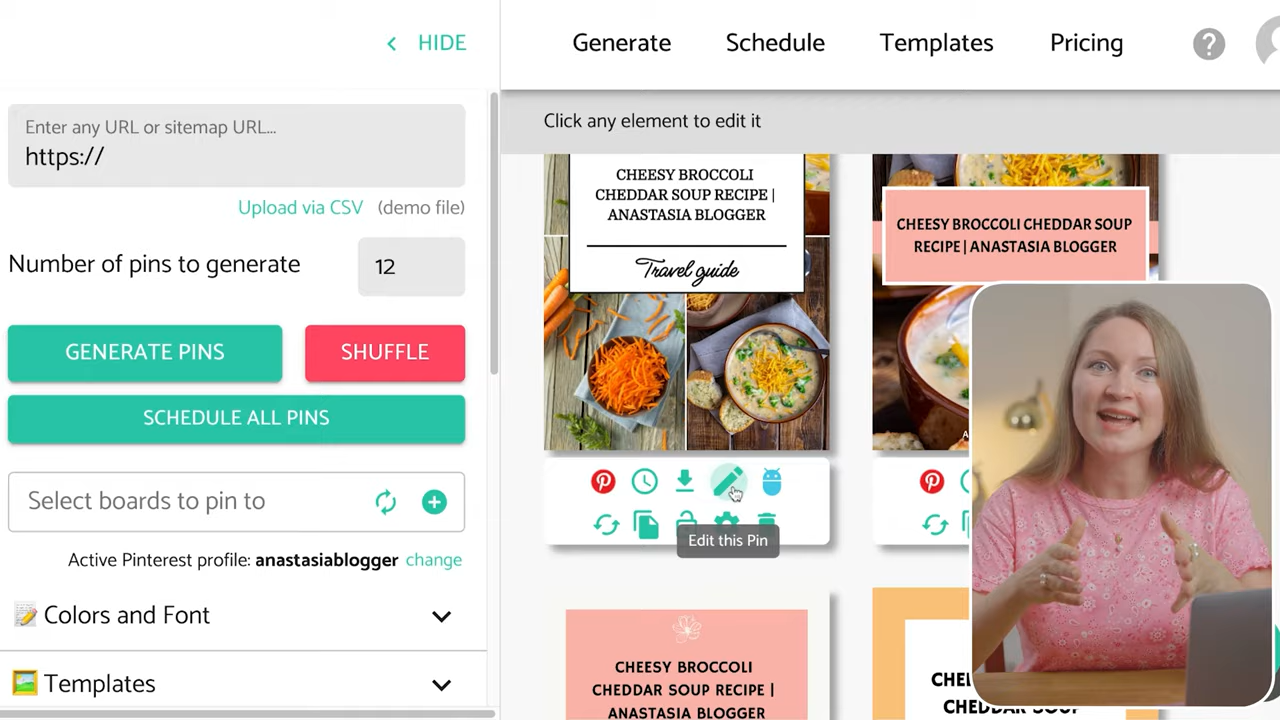 HIDE
Generate
Schedule
Templates
Pricing
?
Enter any URL or sitemap URL...
https://
Upload via CSV (demo file)
Number of pins to generate
12
GENERATE PINS
SHUFFLE
SCHEDULE ALL PINS
Select boards to pin to
Active Pinterest profile: anastasiablogger change
Colors and Font
Templates
Click any element to edit it
CHEESY BROCCOLI
CHEDDAR SOUP RECIPE |
ANASTASIA BLOGGER
Travel guide
CHEESY BROCCOLI CHEDDAR SOUP
RECIPE | ANASTASIA BLOGGER
Edit this Pin
CHEESY BROCCOLI
CHEDDAR SOUP RECIPE |
ANASTASIA BLOGGER